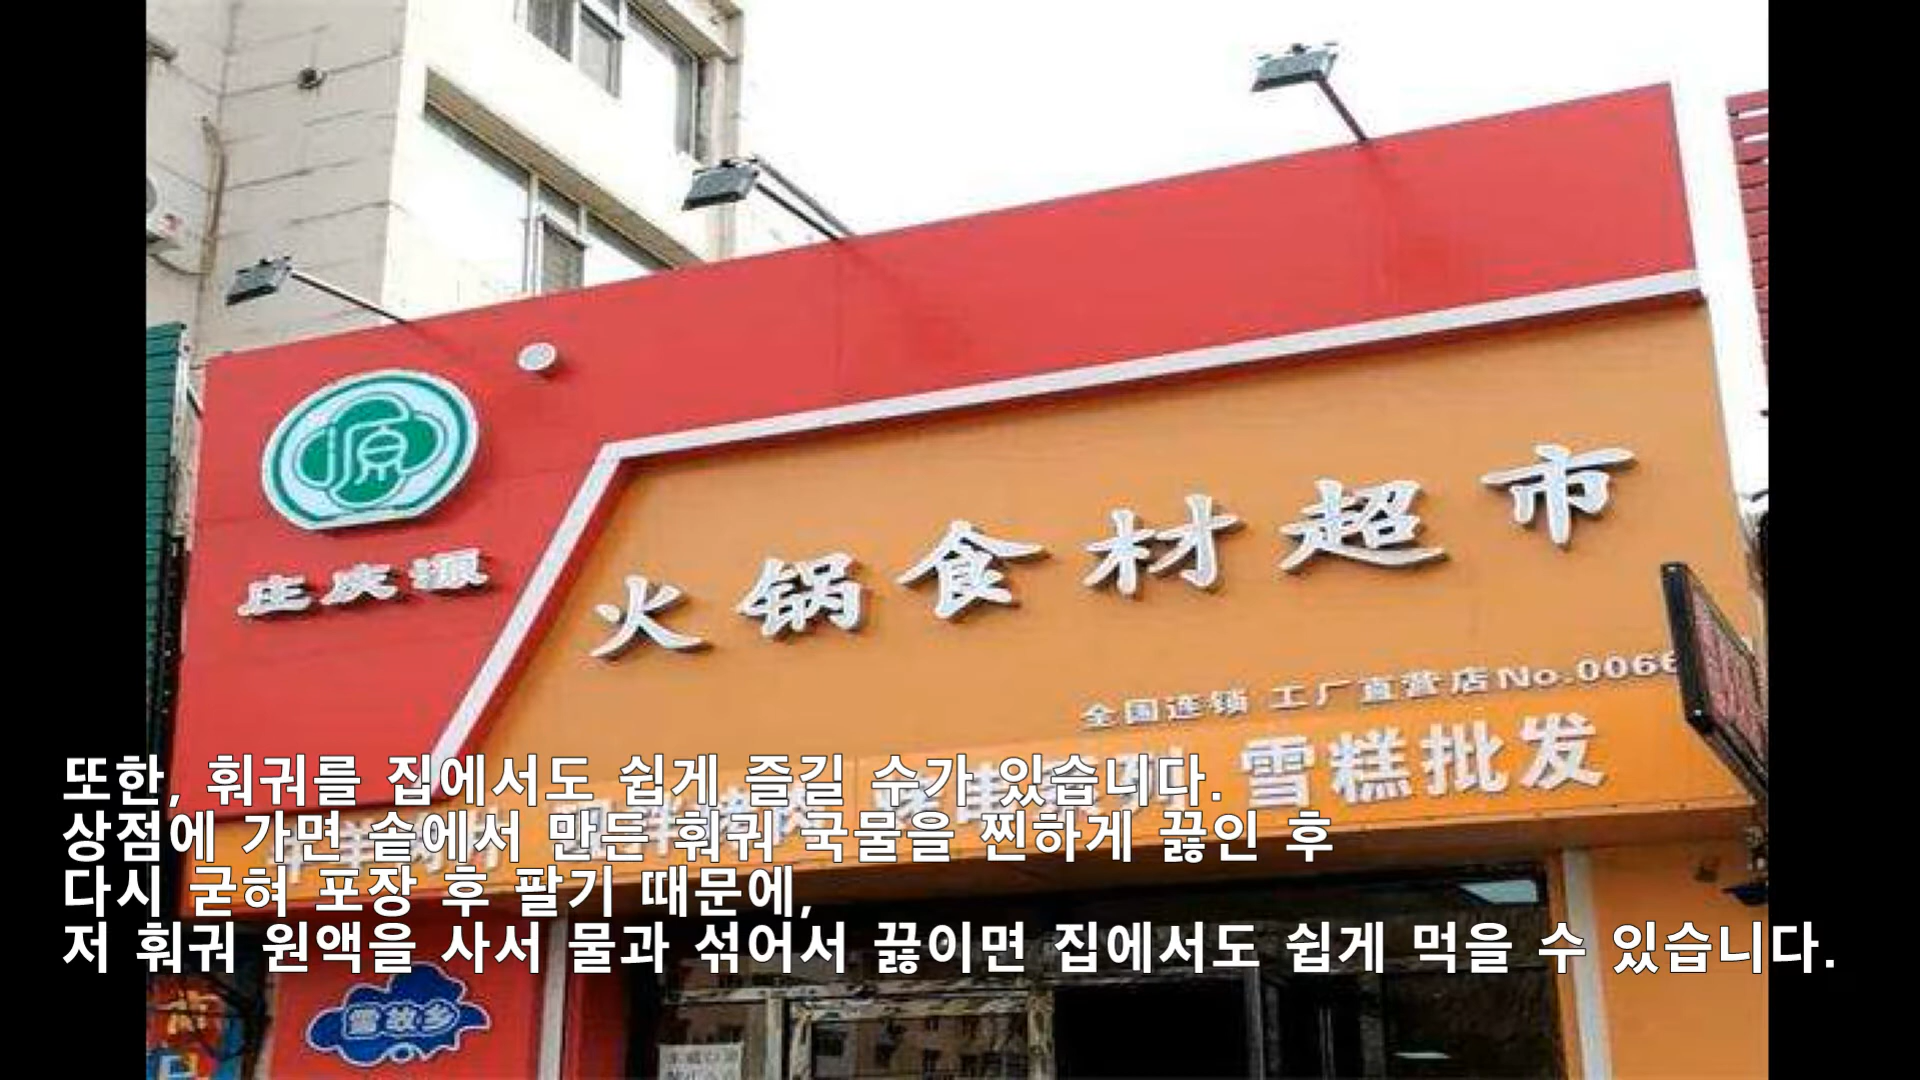 源
庄庆源
火锅食材超市
全国连锁 工厂直营店No.0066
雪糕批发
또한, 훠궈를 집에서도 쉽게 즐길 수가 있습니다.
상점에 가면 솥에서 만든 훠궈 국물을 찐하게 끓인 후
다시 굳혀 포장 후 팔기 때문에,
저 훠궈 원액을 사서 물과 섞어서 끓이면 집에서도 쉽게 먹을 수 있습니다.
雪故乡